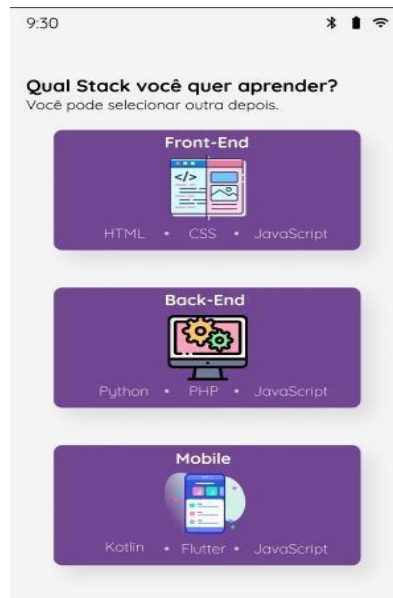 9:30
Qual Stack você quer aprender?
Você pode selecionar outra depois.
Front-End
</>
HTML • CSS • JavaScript
Back-End
Python • PHP • JavaScript
Mobile
Kotlin • Flutter • JavaScript